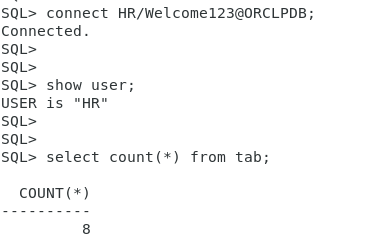 SQL> connect HR/Welcome123@ORCLPDB;
Connected.
SQL>
SQL>
SQL> show user;
USER is "HR"
SQL>
SQL>
SQL> select count(*) from tab;
COUNT(*)
----------
8